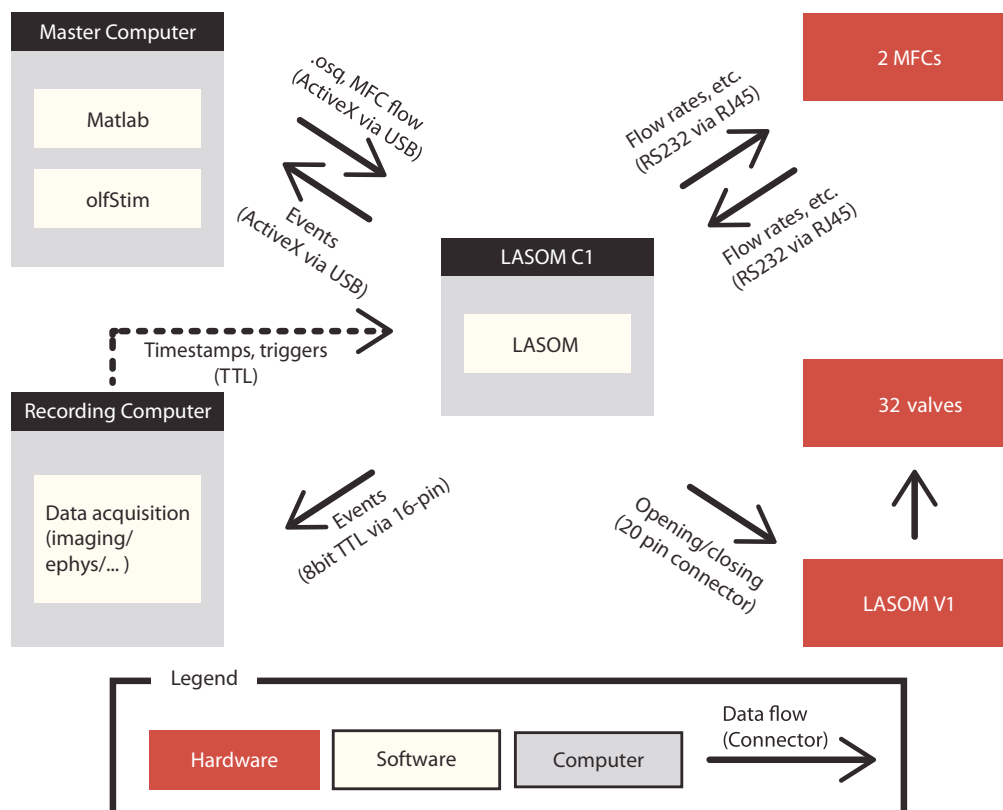 Master Computer
Matlab
olfStim
.osq, MFC flow
(ActiveX via USB)
Events
(ActiveX via USB)
Flow rates, etc.
(RS232 via RJ45)
2 MFCs
Flow rates, etc.
(RS232 via RJ45)
LASOM C1
LASOM
Timestamps, triggers
(TTL)
Recording Computer
Data acquisition
(imaging/
ephys/... )
Events
(8bit TTL via 16-pin)
Opening/closing
(20 pin connector)
32 valves
LASOM V1
Legend
Hardware
Software
Computer
Data flow
(Connector)